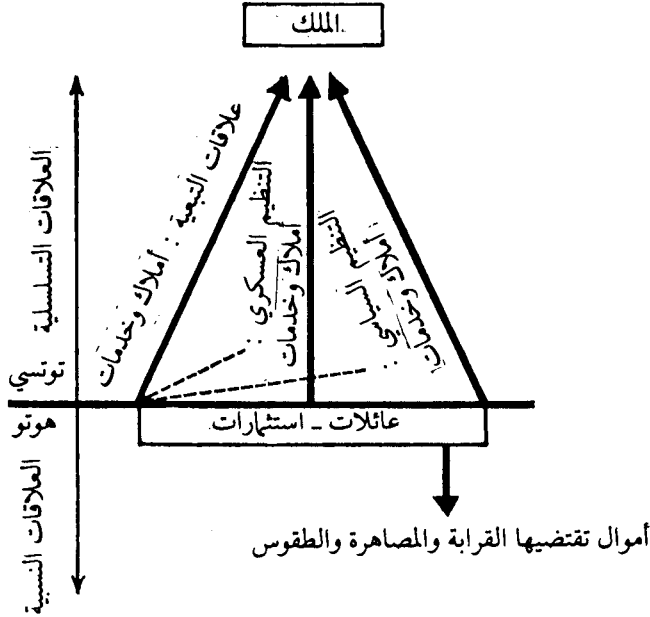 الملك
العلاقات التسلسلية
علاقات التبعية : أملاك وخدمات
التنظيم العسكري :
أملاك وخدمات
التنظيم السياسي :
أملاك وخدمات
توتسي
هوتو
عائلات ـ استثمارات
العلاقات النسبية
أموال تقتضيها القرابة والمصاهرة والطقوس